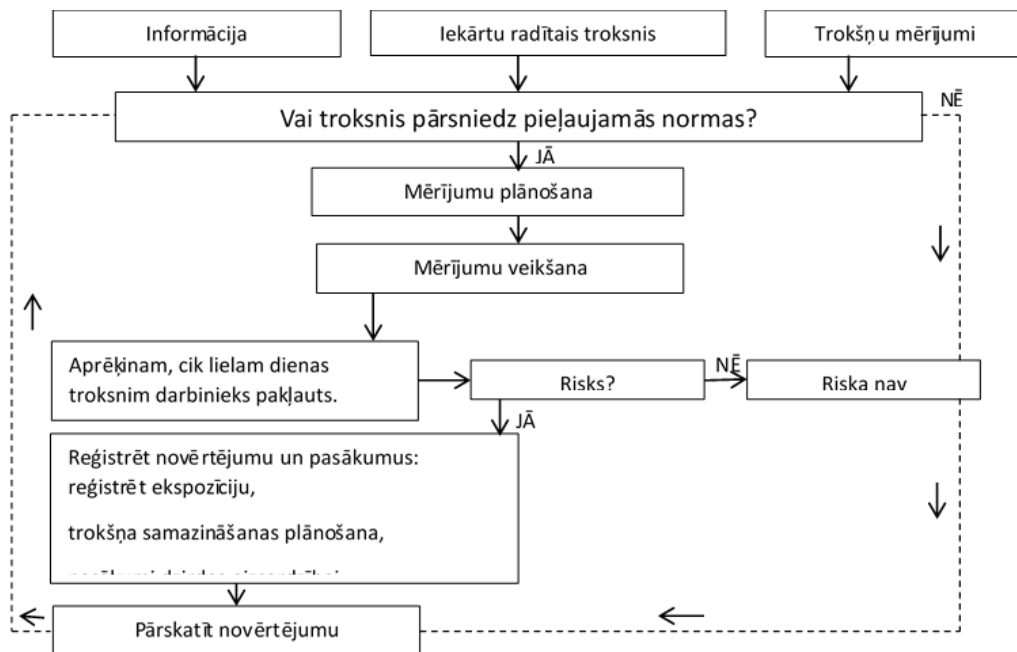 Informācija
Iekārtu radītais troksnis
Trokšņu mērījumi
NĒ
Vai troksnis pārsniedz pieļaujamās normas?
JĀ
Mērījumu plānošana
Mērījumu veikšana
Aprēķinam, cik lielam dienas
troksnim darbinieks pakļauts.
Risks?
NĒ
Riska nav
JĀ
Reģistrēt novērtējumu un pasākumus:
reģistrēt ekspozīciju,
trokšņa samazināšanas plānošana,
Pārskatīt novērtējumu